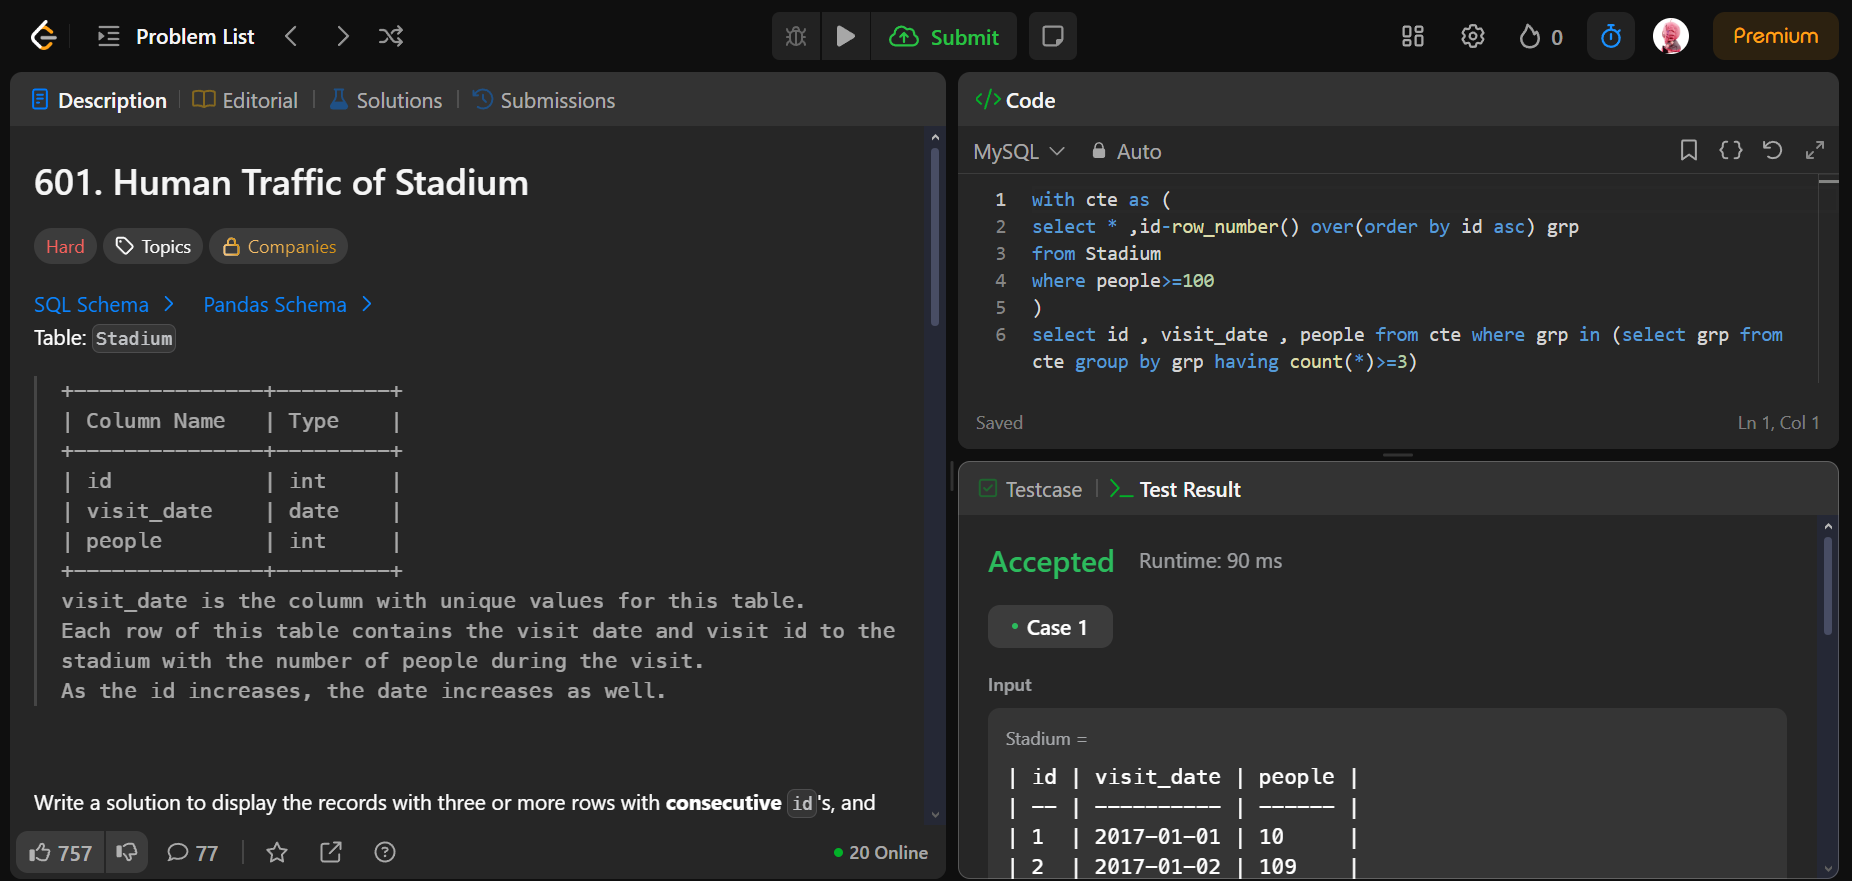 Problem List
Submit
0
Premium
Description
Editorial
Solutions
Submissions
601. Human Traffic of Stadium
Hard
Topics
Companies
SQL Schema
Pandas Schema
Table: Stadium
+---------------+---------+
| Column Name   | Type    |
+---------------+---------+
| id            | int     |
| visit_date    | date    |
| people        | int     |
+---------------+---------+
visit_date is the column with unique values for this table.
Each row of this table contains the visit date and visit id to the
stadium with the number of people during the visit.
As the id increases, the date increases as well.
Write a solution to display the records with three or more rows with consecutive id's, and
757
77
20 Online
</> Code
MySQL
Auto
1 with cte as (
2 select * ,id-row_number() over(order by id asc) grp
3 from Stadium
4 where people>=100
5 )
6 select id , visit_date , people from cte where grp in (select grp from
cte group by grp having count(*)>=3)
Saved
Ln 1, Col 1
Testcase
Test Result
Accepted
Runtime: 90 ms
Case 1
Input
Stadium =
| id | visit_date | people |
| -- | ---------- | ------ |
| 1  | 2017-01-01 | 10     |
| 2  | 2017-01-02 | 109    |